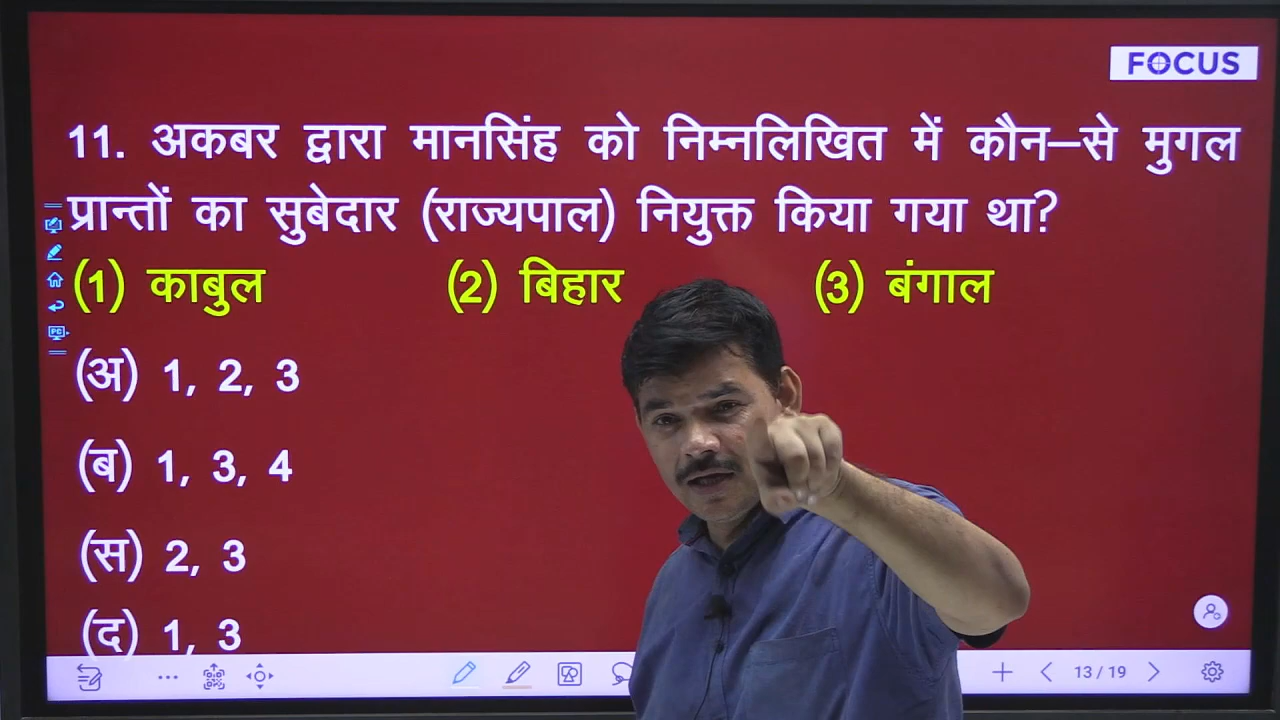 FOCUS
11. अकबर द्वारा मानसिंह को निम्नलिखित में कौन–से मुगल
प्रान्तों का सुबेदार (राज्यपाल) नियुक्त किया गया था?
(1) काबुल (2) बिहार (3) बंगाल
(अ) 1, 2, 3
(ब) 1, 3, 4
(स) 2, 3
(द) 1, 3
PC
13 / 19